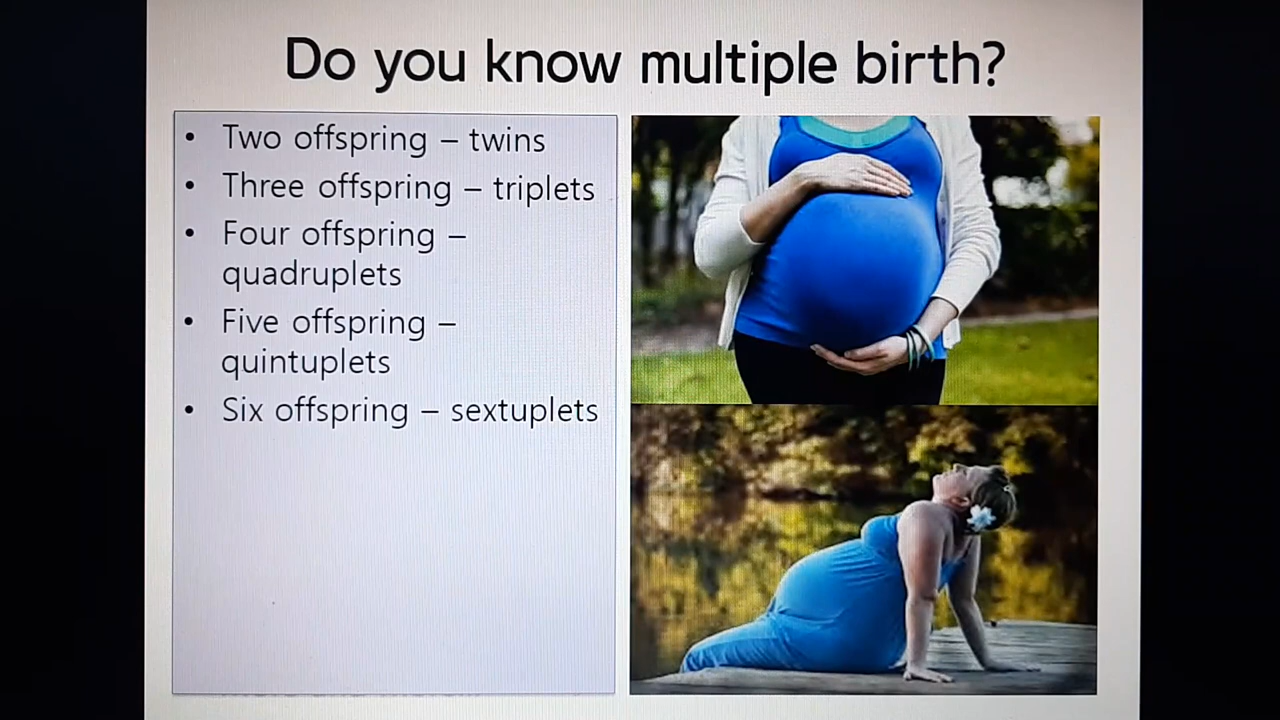 Do you know multiple birth?
• Two offspring – twins
• Three offspring – triplets
• Four offspring –
quadruplets
• Five offspring –
quintuplets
• Six offspring – sextuplets